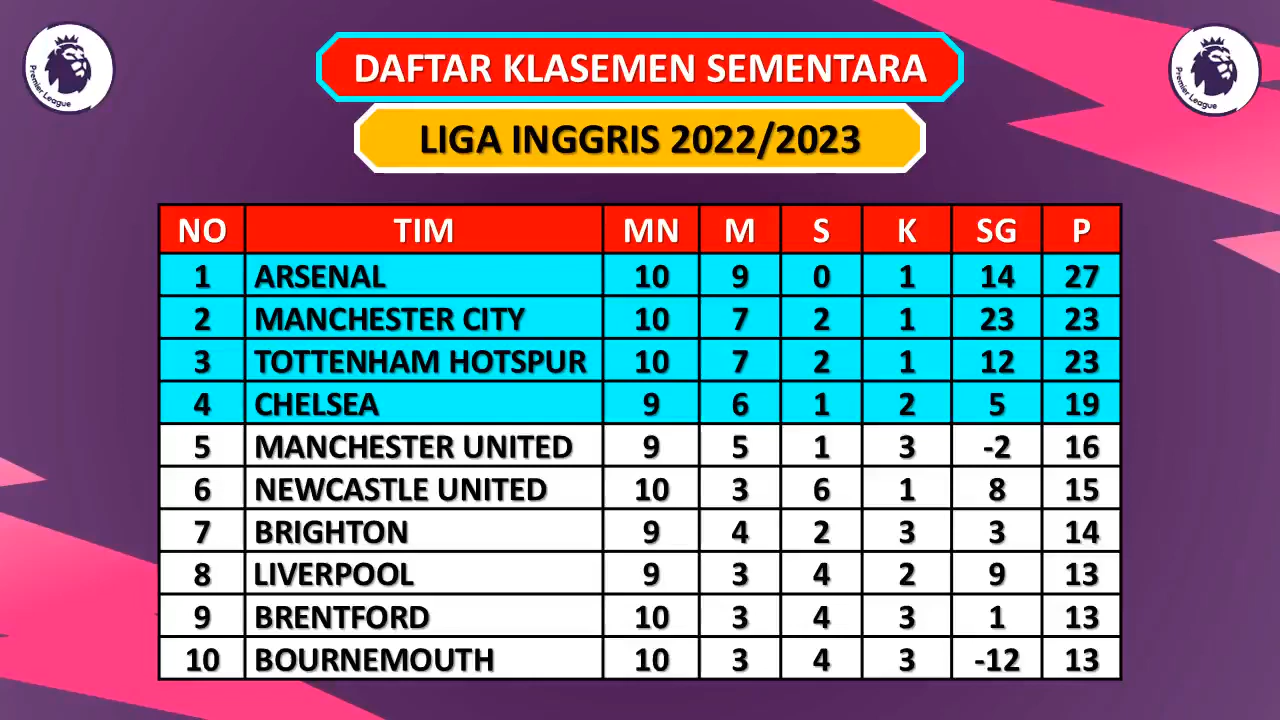 Premier League
Premier League
DAFTAR KLASEMEN SEMENTARA
LIGA INGGRIS 2022/2023
NO TIM MN M S K SG P
1 ARSENAL 10 9 0 1 14 27
2 MANCHESTER CITY 10 7 2 1 23 23
3 TOTTENHAM HOTSPUR 10 7 2 1 12 23
4 CHELSEA 9 6 1 2 5 19
5 MANCHESTER UNITED 9 5 1 3 -2 16
6 NEWCASTLE UNITED 10 3 6 1 8 15
7 BRIGHTON 9 4 2 3 3 14
8 LIVERPOOL 9 3 4 2 9 13
9 BRENTFORD 10 3 4 3 1 13
10 BOURNEMOUTH 10 3 4 3 -12 13